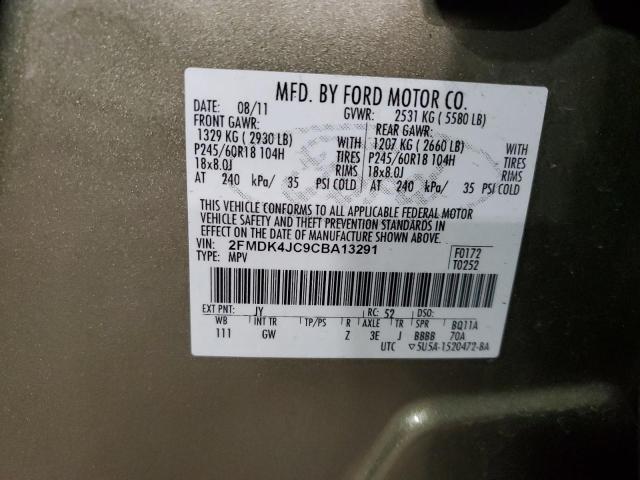 MFD. BY FORD MOTOR CO.
DATE: 08/11 GVWR: 2531 KG ( 5580 LB)
FRONT GAWR: REAR GAWR:
1329 KG ( 2930 LB) WITH 1207 KG ( 2660 LB) WITH
P245/60R18 104H TIRES P245/60R18 104H TIRES
18x8.0J RIMS 18x8.0J RIMS
AT 240 kPa/ 35 PSI COLD AT 240 kPa/ 35 PSI COLD
THIS VEHICLE CONFORMS TO ALL APPLICABLE FEDERAL MOTOR
VEHICLE SAFETY AND THEFT PREVENTION STANDARDS IN
EFFECT ON THE DATE OF MANUFACTURE SHOWN ABOVE.
VIN: 2FMDK4JC9CBA13291 F0172
TYPE: MPV T0252
EXT PNT: JY RC: 52 DSO:
WB INT TR TP/PS R AXLE TR SPR BQ11A
111 GW Z 3E J BBBB 70A
UTC ▽5U5A-1520472-BA